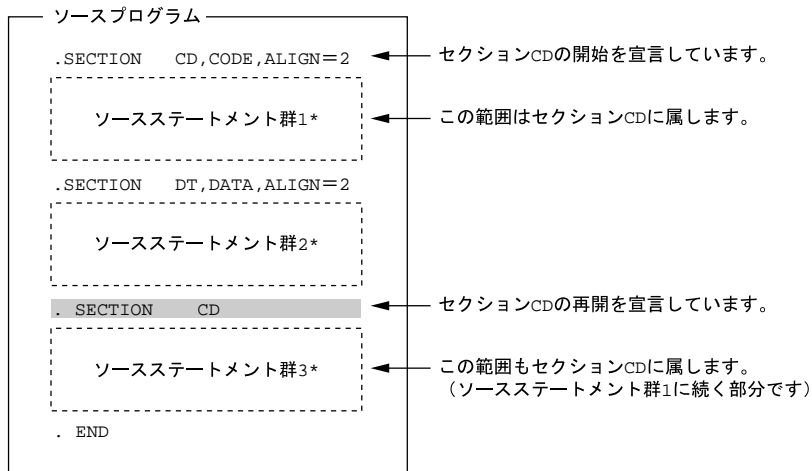 ソースプログラム
.SECTION CD,CODE,ALIGN=2
セクションCDの開始を宣言しています。
ソースステートメント群1*
この範囲はセクションCDに属します。
.SECTION DT,DATA,ALIGN=2
ソースステートメント群2*
. SECTION CD
セクションCDの再開を宣言しています。
ソースステートメント群3*
この範囲もセクションCDに属します。
（ソースステートメント群1に続く部分です）
. END